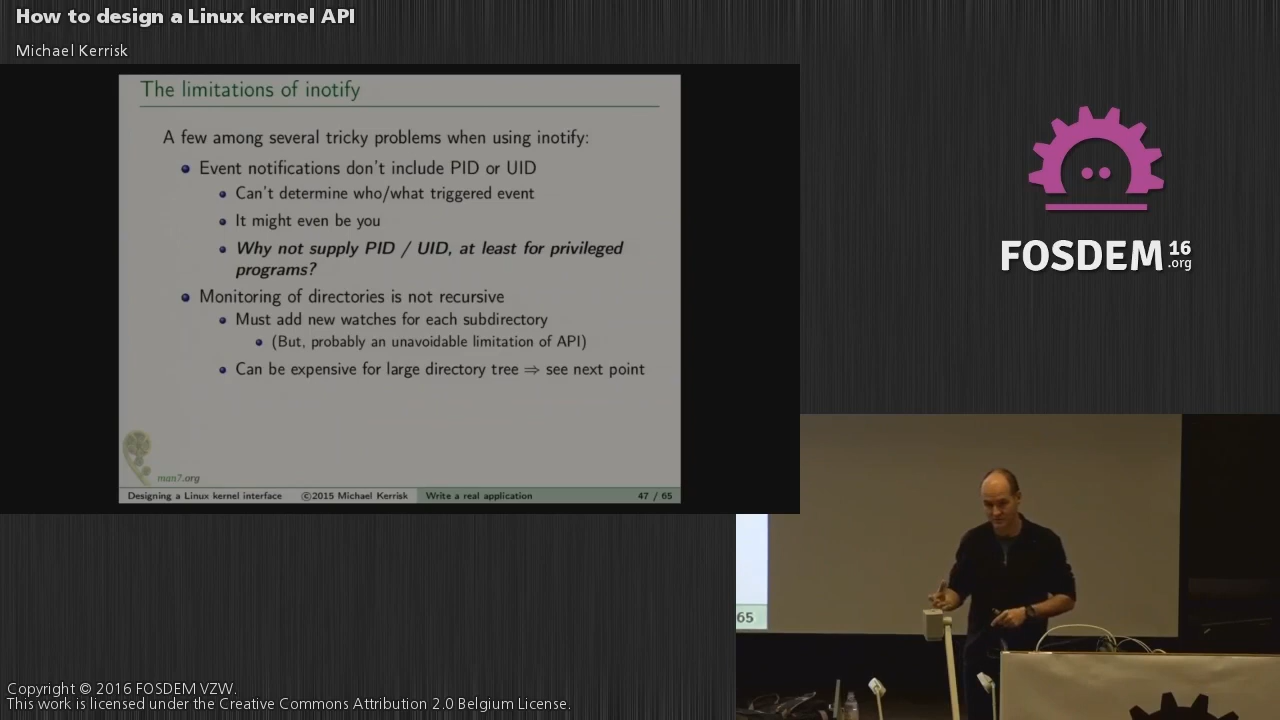 How to design a Linux kernel API
Michael Kerrisk
The limitations of inotify
A few among several tricky problems when using inotify:
Event notifications don't include PID or UID
Can't determine who/what triggered event
It might even be you
Why not supply PID / UID, at least for privileged
programs?
Monitoring of directories is not recursive
Must add new watches for each subdirectory
(But, probably an unavoidable limitation of API)
Can be expensive for large directory tree ⇒ see next point
man7.org
Designing a Linux kernel interface ©2015 Michael Kerrisk Write a real application 47 / 65
FOSDEM 16
.org
65
Copyright © 2016 FOSDEM VZW.
This work is licensed under the Creative Commons Attribution 2.0 Belgium License.